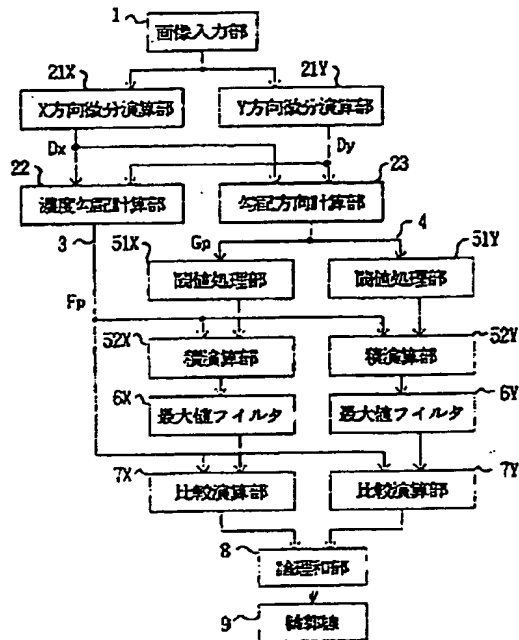 1
画像入力部
21X
21Y
X方向微分演算部
Y方向微分演算部
Dx
Dy
22
23
濃度勾配計算部
勾配方向計算部
3
4
Gp
51X
51Y
閾値処理部
閾値処理部
Fp
52X
52Y
積演算部
積演算部
6X
6Y
最大値フィルタ
最大値フィルタ
7X
7Y
比較演算部
比較演算部
8
論理和部
9